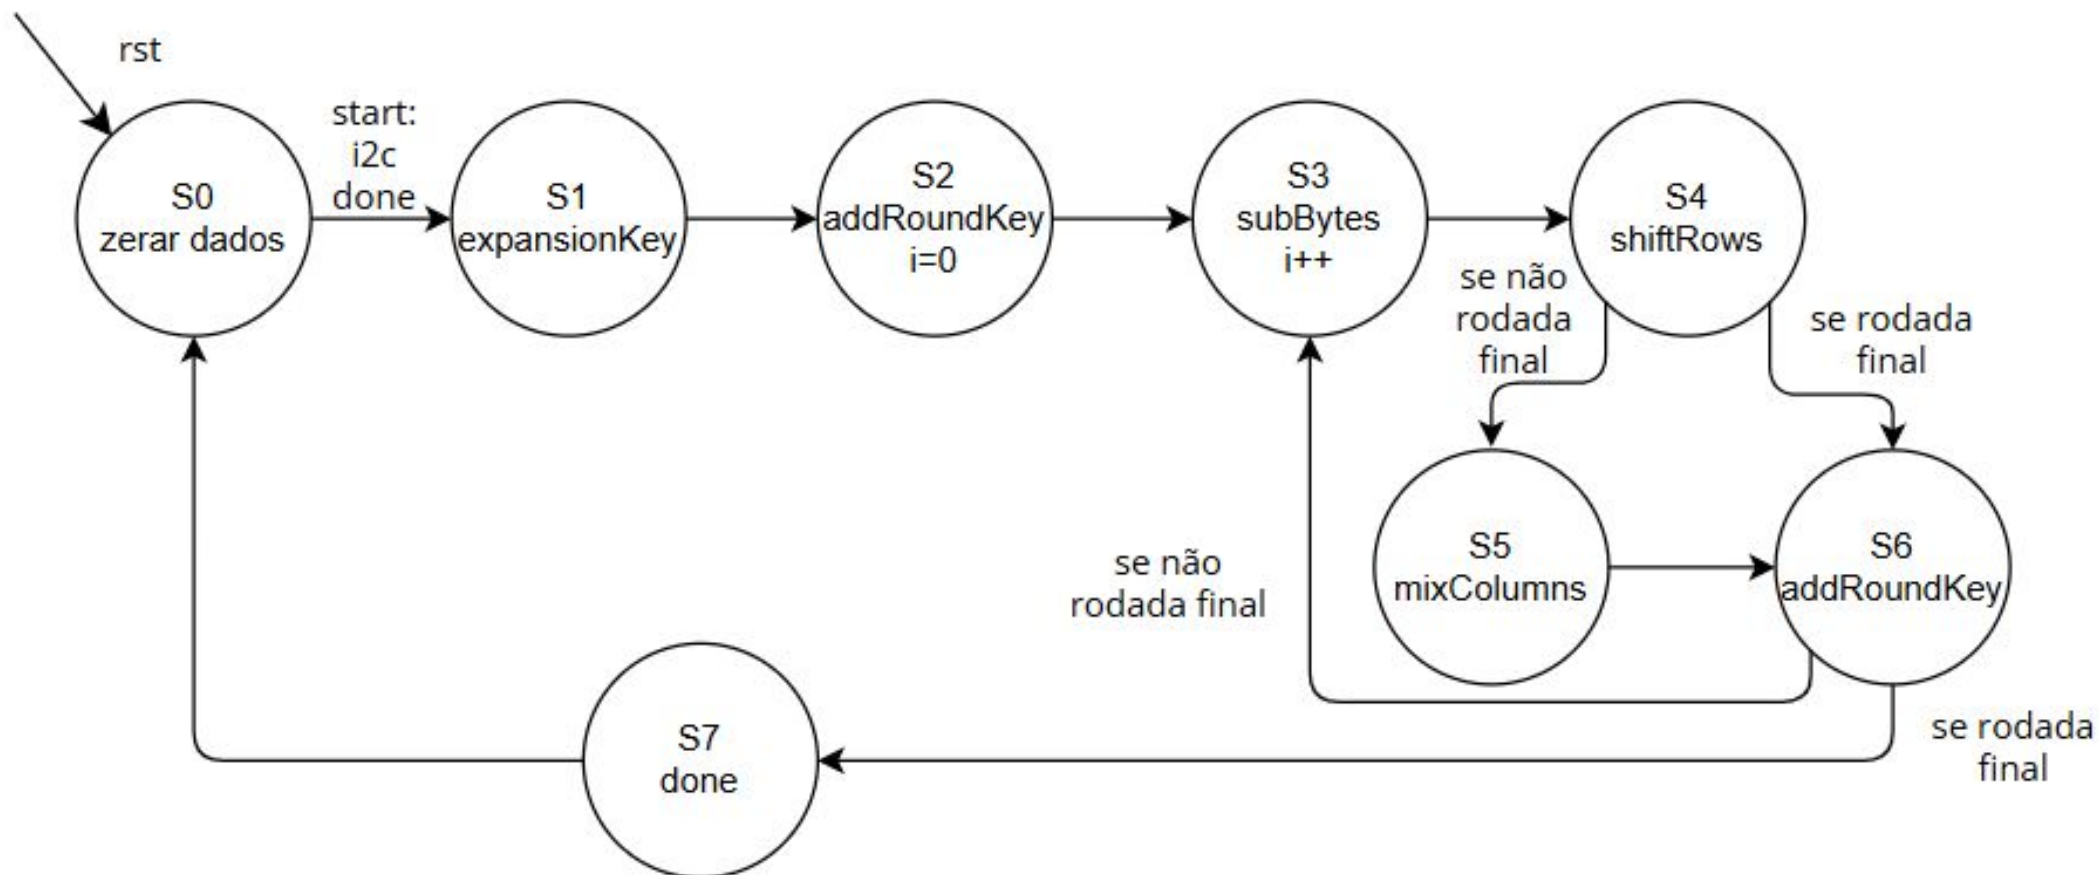 rst
start:
i2c
done
S0
zerar dados
S1
expansionKey
S2
addRoundKey
i=0
S3
subBytes
i++
S4
shiftRows
se não
rodada
final
se rodada
final
S5
mixColumns
S6
addRoundKey
se não
rodada final
se rodada
final
S7
done